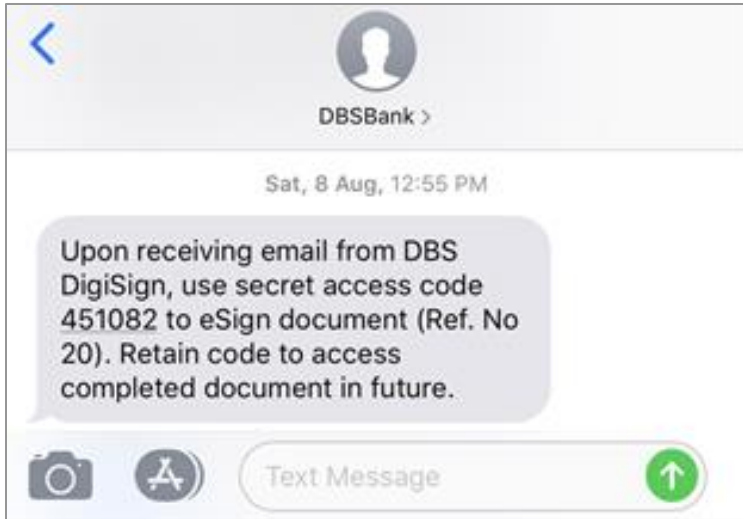 DBSBank >
Sat, 8 Aug, 12:55 PM
Upon receiving email from DBS
DigiSign, use secret access code
451082 to eSign document (Ref. No
20). Retain code to access
completed document in future.
Text Message